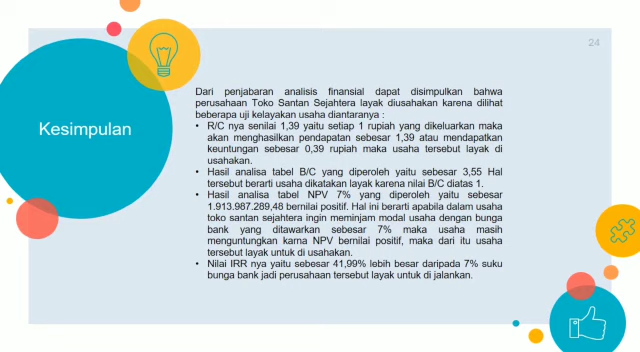 24
Kesimpulan
Dari penjabaran analisis finansial dapat disimpulkan bahwa
perusahaan Toko Santan Sejahtera layak diusahakan karena dilihat
beberapa uji kelayakan usaha diantaranya :
• R/C nya senilai 1,39 yaitu setiap 1 rupiah yang dikeluarkan maka
akan menghasilkan pendapatan sebesar 1,39 atau mendapatkan
keuntungan sebesar 0,39 rupiah maka usaha tersebut layak di
usahakan.
• Hasil analisa tabel B/C yang diperoleh yaitu sebesar 3,55 Hal
tersebut berarti usaha dikatakan layak karena nilai B/C diatas 1.
• Hasil analisa tabel NPV 7% yang diperoleh yaitu sebesar
1.913.987.289,48 bernilai positif. Hal ini berarti apabila dalam usaha
toko santan sejahtera ingin meminjam modal usaha dengan bunga
bank yang ditawarkan sebesar 7% maka usaha masih
menguntungkan karna NPV bernilai positif, maka dari itu usaha
tersebut layak untuk di usahakan.
• Nilai IRR nya yaitu sebesar 41,99% lebih besar daripada 7% suku
bunga bank jadi perusahaan tersebut layak untuk di jalankan.